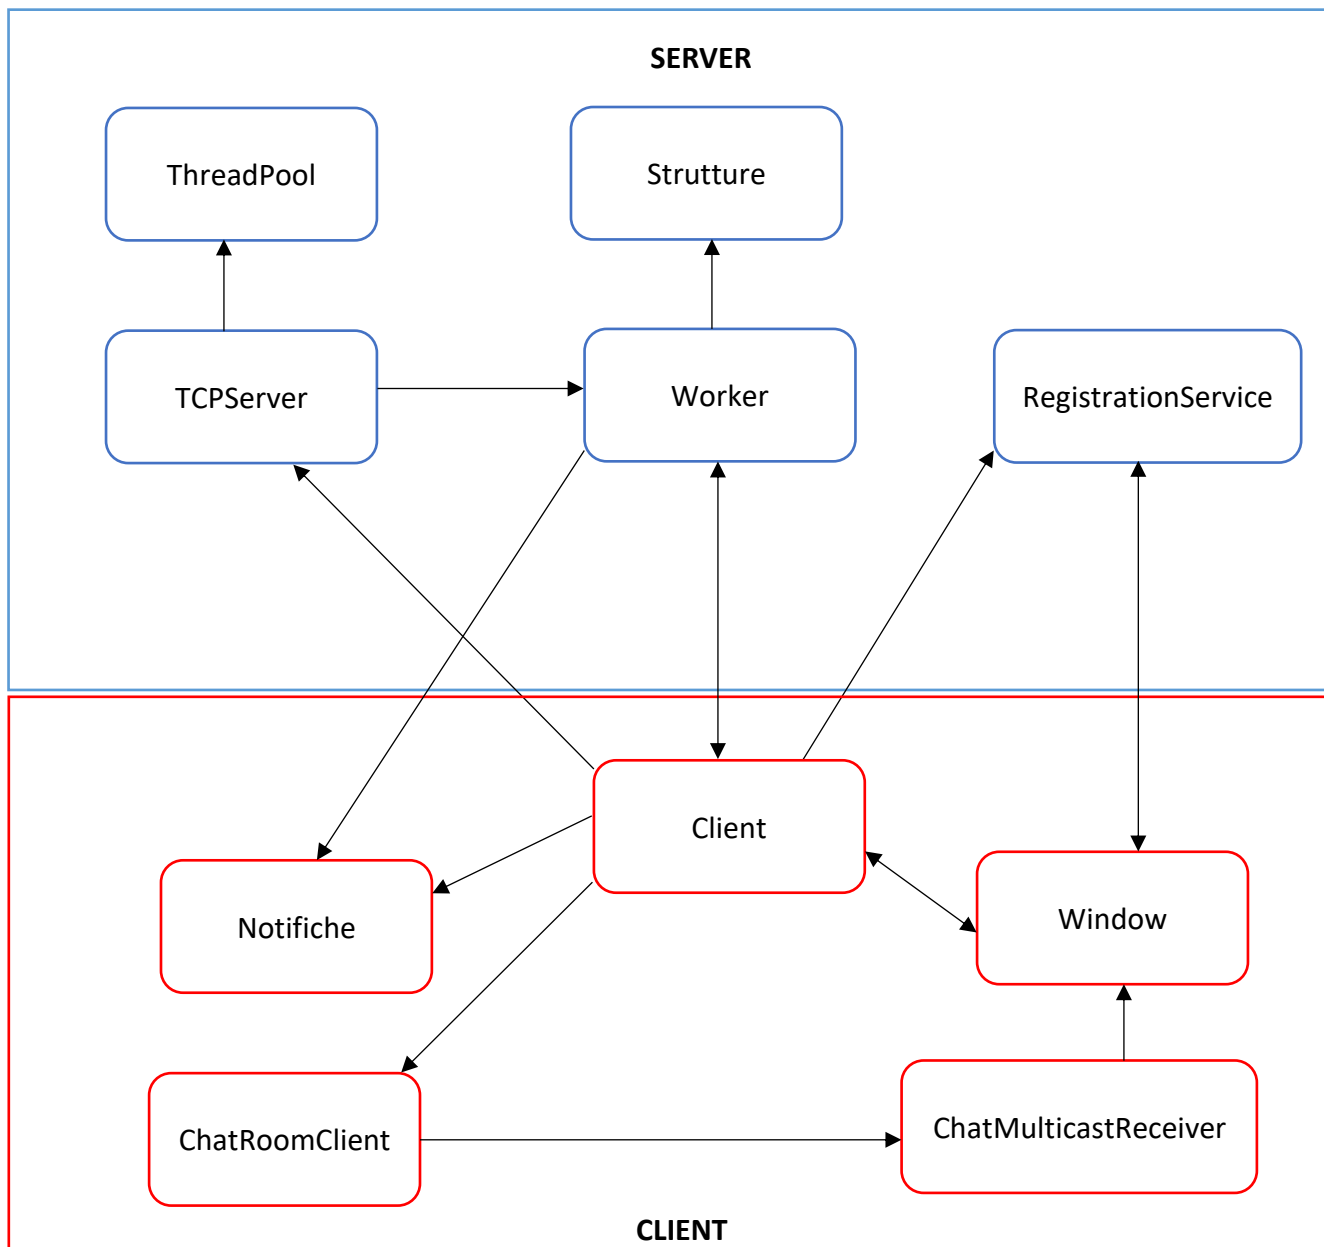 SERVER
ThreadPool
Strutture
TCPServer
Worker
RegistrationService
Client
Notifiche
Window
ChatRoomClient
ChatMulticastReceiver
CLIENT